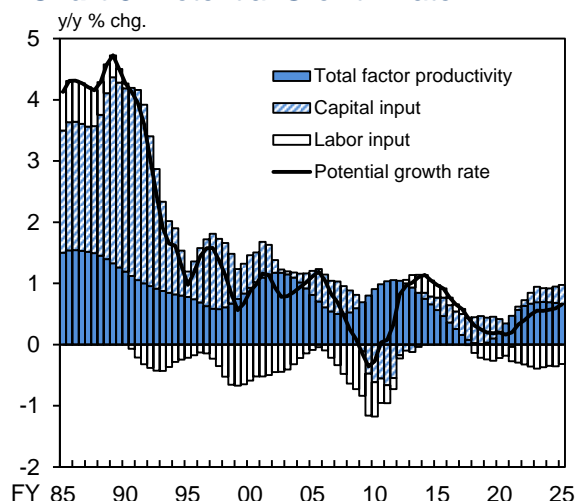 y/y % chg.
5
4
3
2
1
0
-1
-2
Total factor productivity
Capital input
Labor input
Potential growth rate
FY 85 90 95 00 05 10 15 20 25